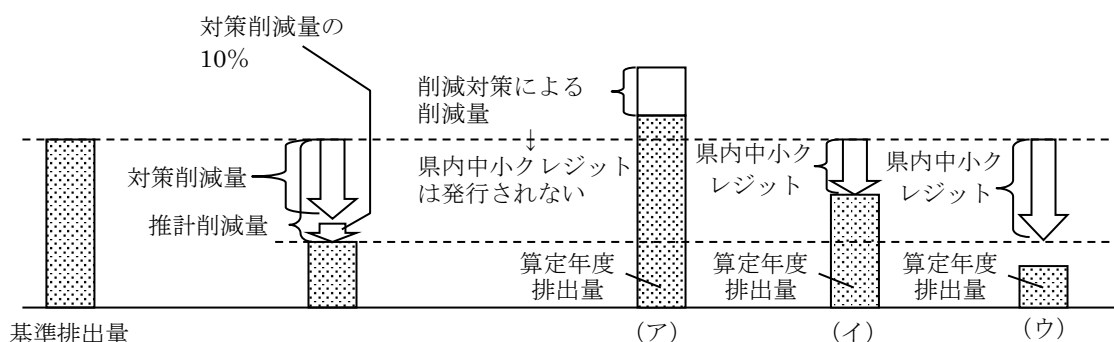 対策削減量の
10%
削減対策による
削減量
↓
県内中小クレジット
は発行されない
県内中小ク
レジット
県内中小ク
レジット
対策削減量
推計削減量
算定年度
排出量
算定年度
排出量
算定年度
排出量
基準排出量
（ア）
（イ）
（ウ）